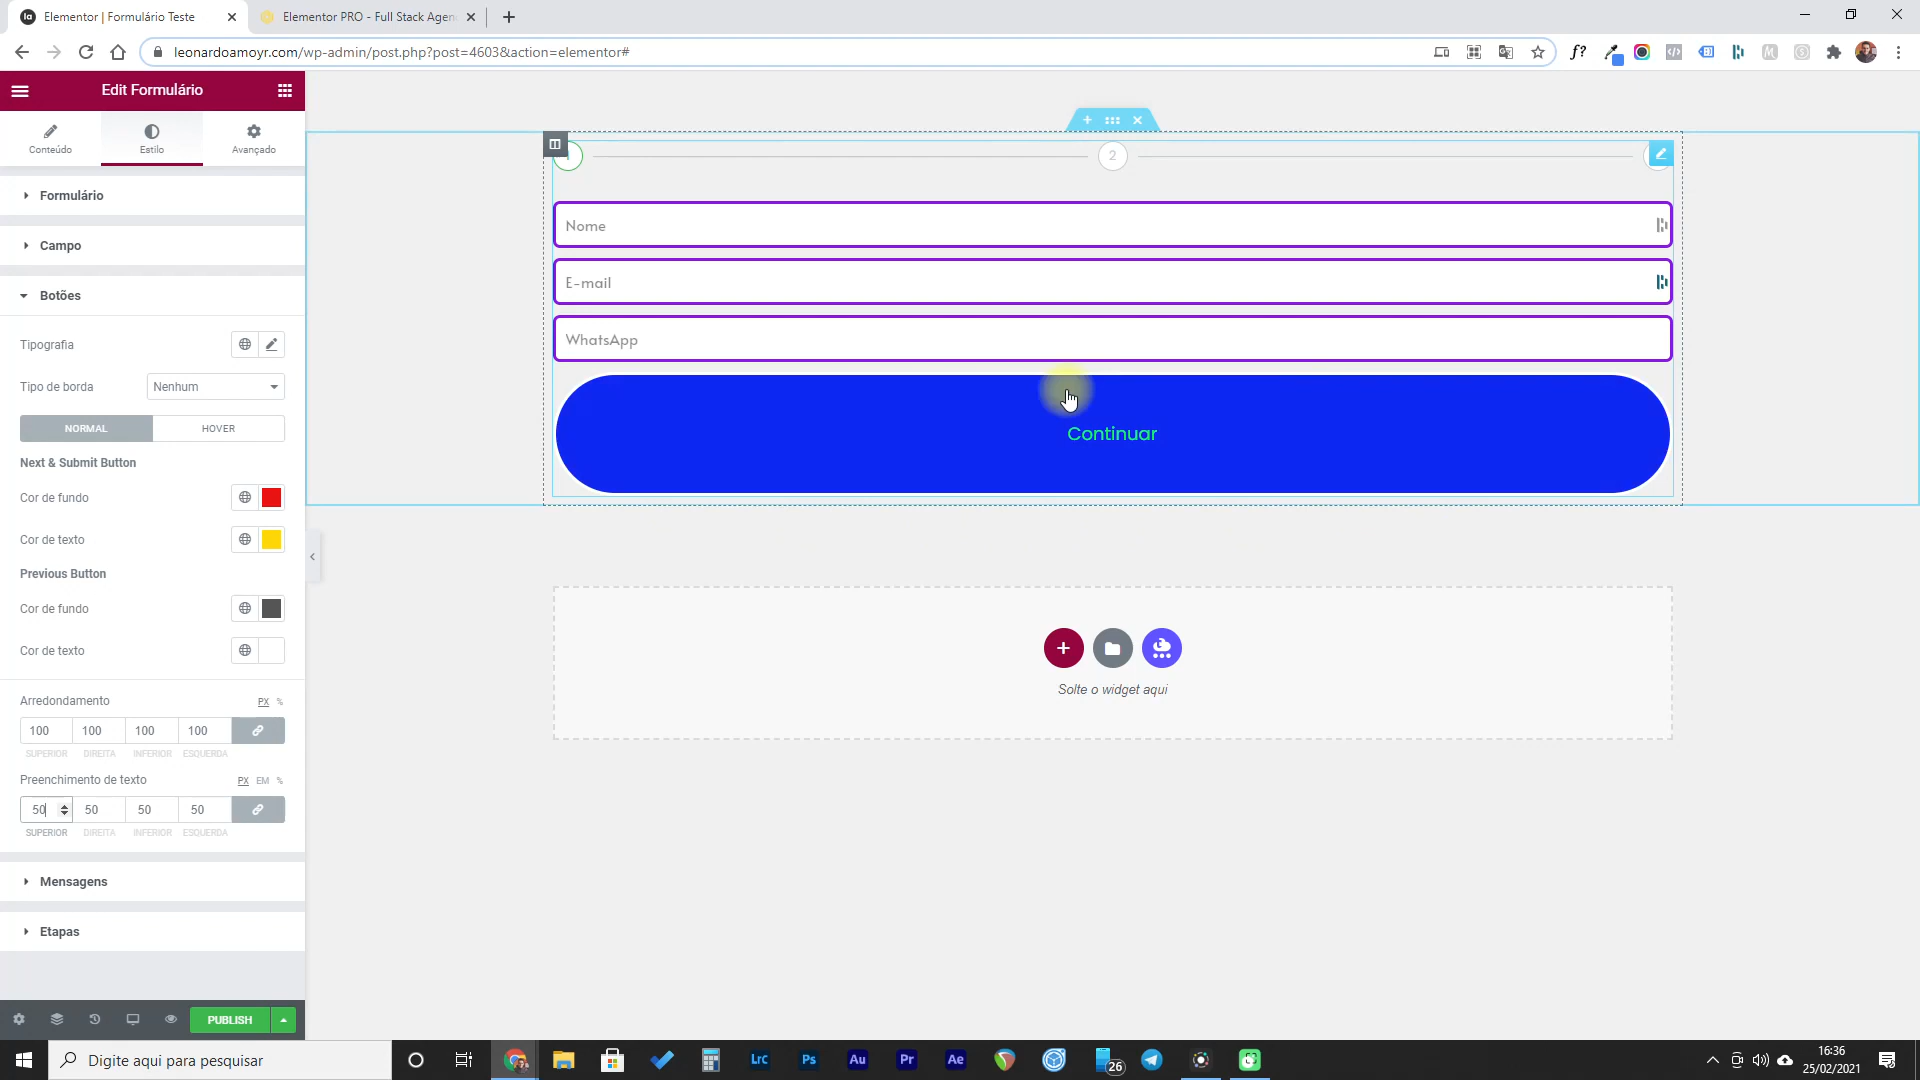 Elementor | Formulário Teste
Elementor PRO - Full Stack Agen
leonardoamoyr.com/wp-admin/post.php?post=4603&action=elementor#
f?
Edit Formulário
Conteúdo
Estilo
Avançado
Formulário
Campo
Botões
Tipografia
Tipo de borda
Nenhum
NORMAL
HOVER
Next & Submit Button
Cor de fundo
Cor de texto
Previous Button
Cor de fundo
Cor de texto
Arredondamento
PX %
100 100 100 100
SUPERIOR DIREITA INFERIOR ESQUERDA
Preenchimento de texto
PX EM %
50 50 50 50
SUPERIOR DIREITA INFERIOR ESQUERDA
Mensagens
Etapas
PUBLISH
1
2
Nome
E-mail
WhatsApp
Continuar
Solte o widget aqui
Digite aqui para pesquisar
Lrc
Ps
Au
Pr
Ae
26
16:36
25/02/2021